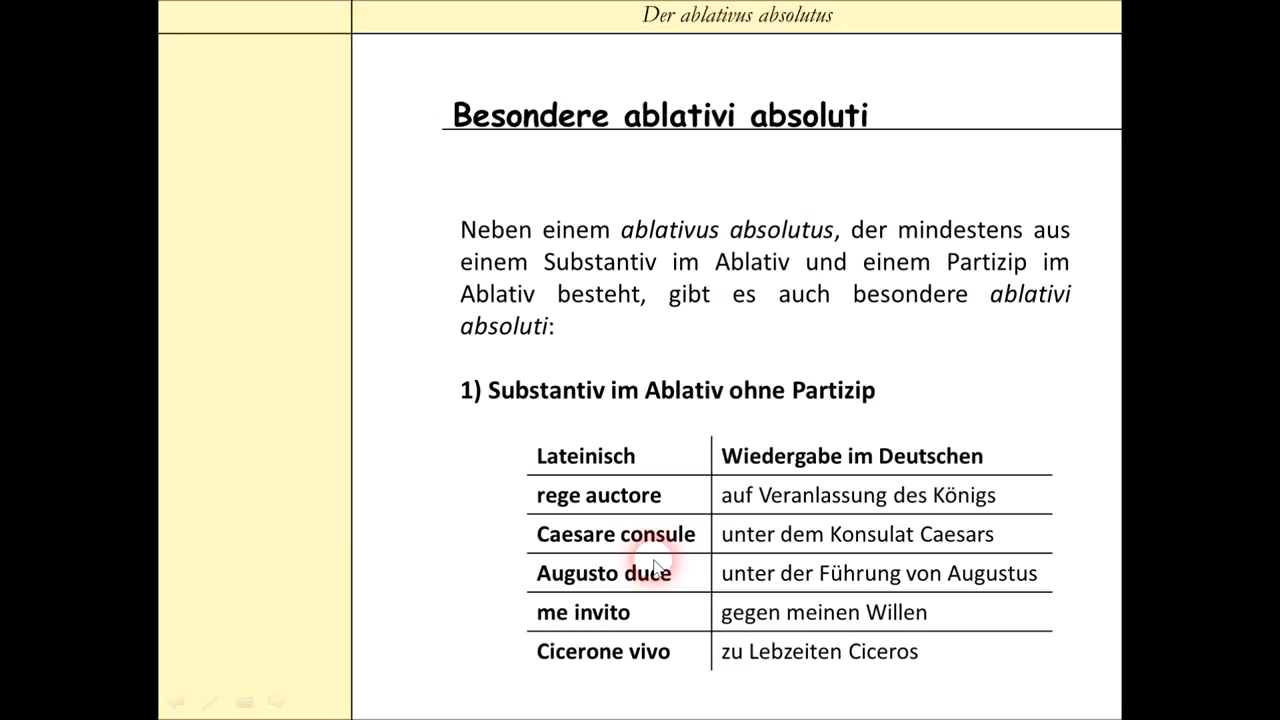 Der ablativus absolutus
Besondere ablativi absoluti
Neben einem ablativus absolutus, der mindestens aus
einem Substantiv im Ablativ und einem Partizip im
Ablativ besteht, gibt es auch besondere ablativi
absoluti:
1) Substantiv im Ablativ ohne Partizip
Lateinisch Wiedergabe im Deutschen
rege auctore auf Veranlassung des Königs
Caesare consule unter dem Konsulat Caesars
Augusto duce unter der Führung von Augustus
me invito gegen meinen Willen
Cicerone vivo zu Lebzeiten Ciceros